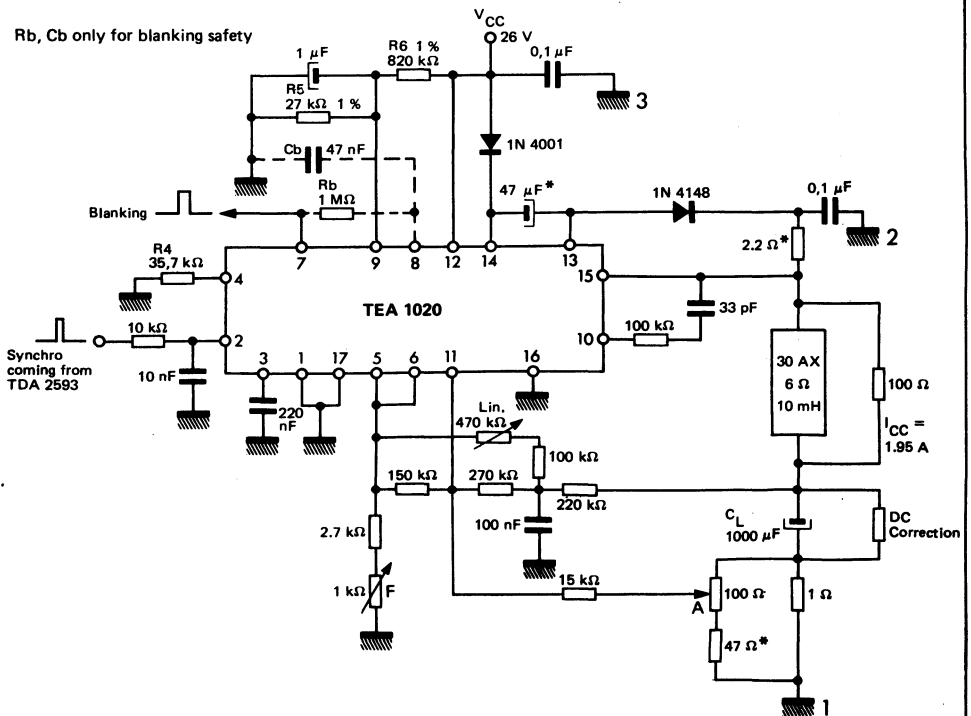 Rb, Cb only for blanking safety
VCC
26 V
1 µF
R6 1 %
820 kΩ
0,1 µF
3
R5
27 kΩ 1 %
1N 4001
Cb 47 nF
Rb
1 MΩ
47 µF*
1N 4148
0,1 µF
2
Blanking
2.2 Ω*
R4
35,7 kΩ
7
9
8
12
14
13
4
15
TEA 1020
33 pF
10 kΩ
2
10
100 kΩ
Synchro
coming from
TDA 2593
10 nF
3
1
17
5
6
11
16
30 AX
6 Ω
10 mH
100 Ω
ICC =
1.95 A
220
nF
Lin.
470 kΩ
100 kΩ
150 kΩ
270 kΩ
220 kΩ
2.7 kΩ
100 nF
CL
1000 µF
DC
Correction
1 kΩ
F
15 kΩ
A
100 Ω
1 Ω
47 Ω*
1